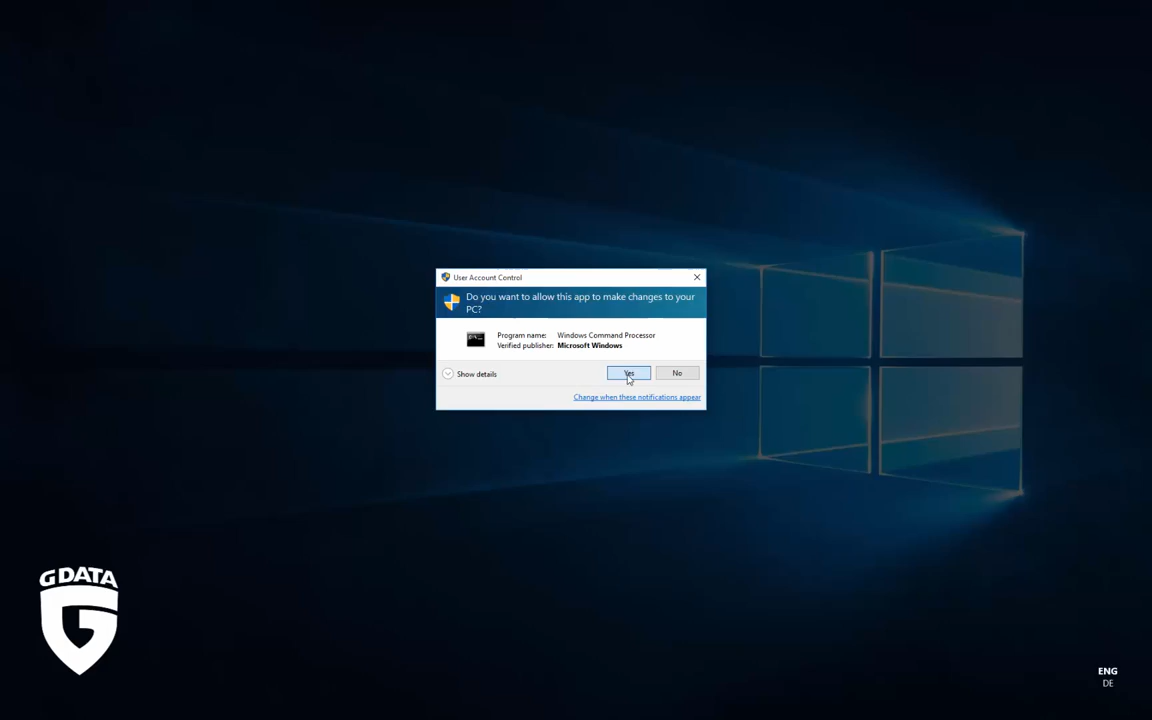 User Account Control
Do you want to allow this app to make changes to your
PC?
Program name: Windows Command Processor
Verified publisher: Microsoft Windows
Show details
Yes
No
Change when these notifications appear
G DATA
ENG
DE